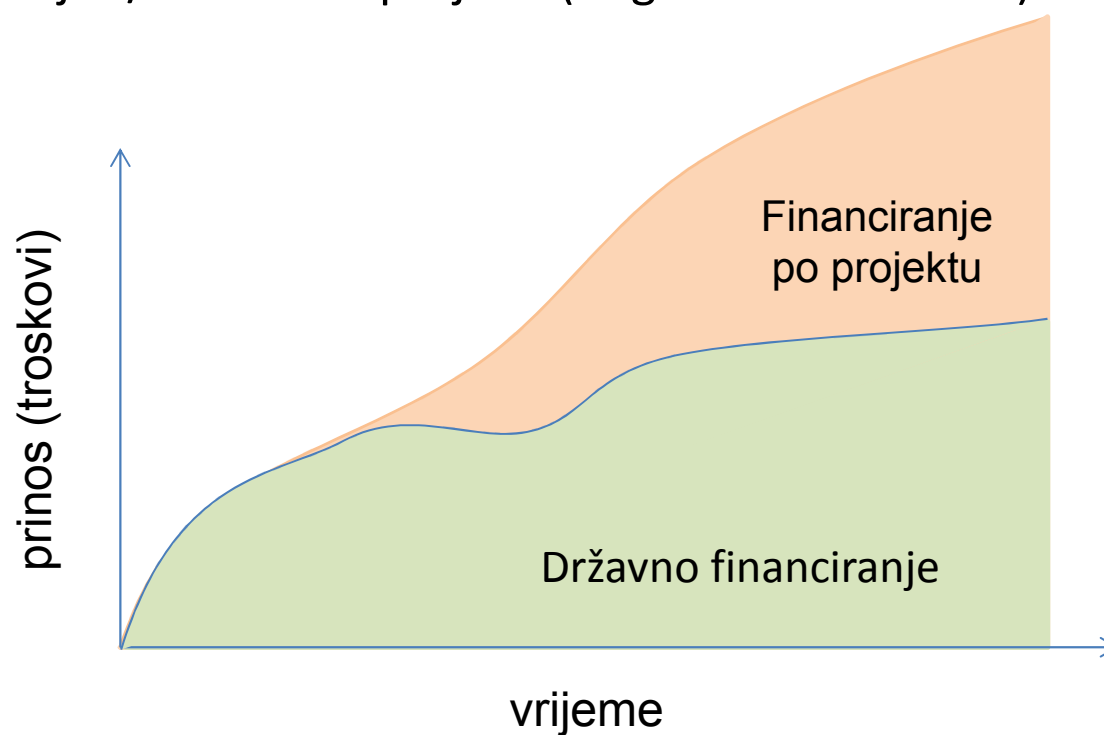 Financiranje
po projektu
prinos (troskovi)
Državno financiranje
vrijeme